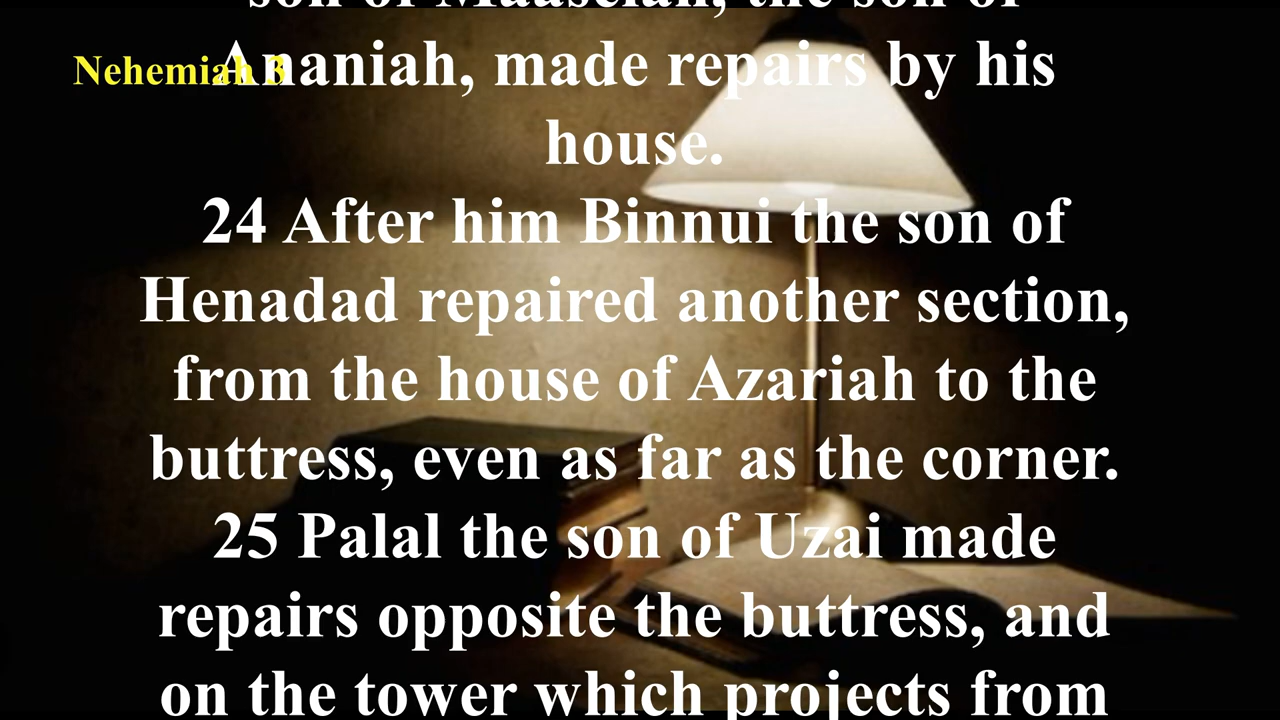 son of Maaseiah, the son of
Nehemiah 3
Ananiah, made repairs by his
house.
24 After him Binnui the son of
Henadad repaired another section,
from the house of Azariah to the
buttress, even as far as the corner.
25 Palal the son of Uzai made
repairs opposite the buttress, and
on the tower which projects from